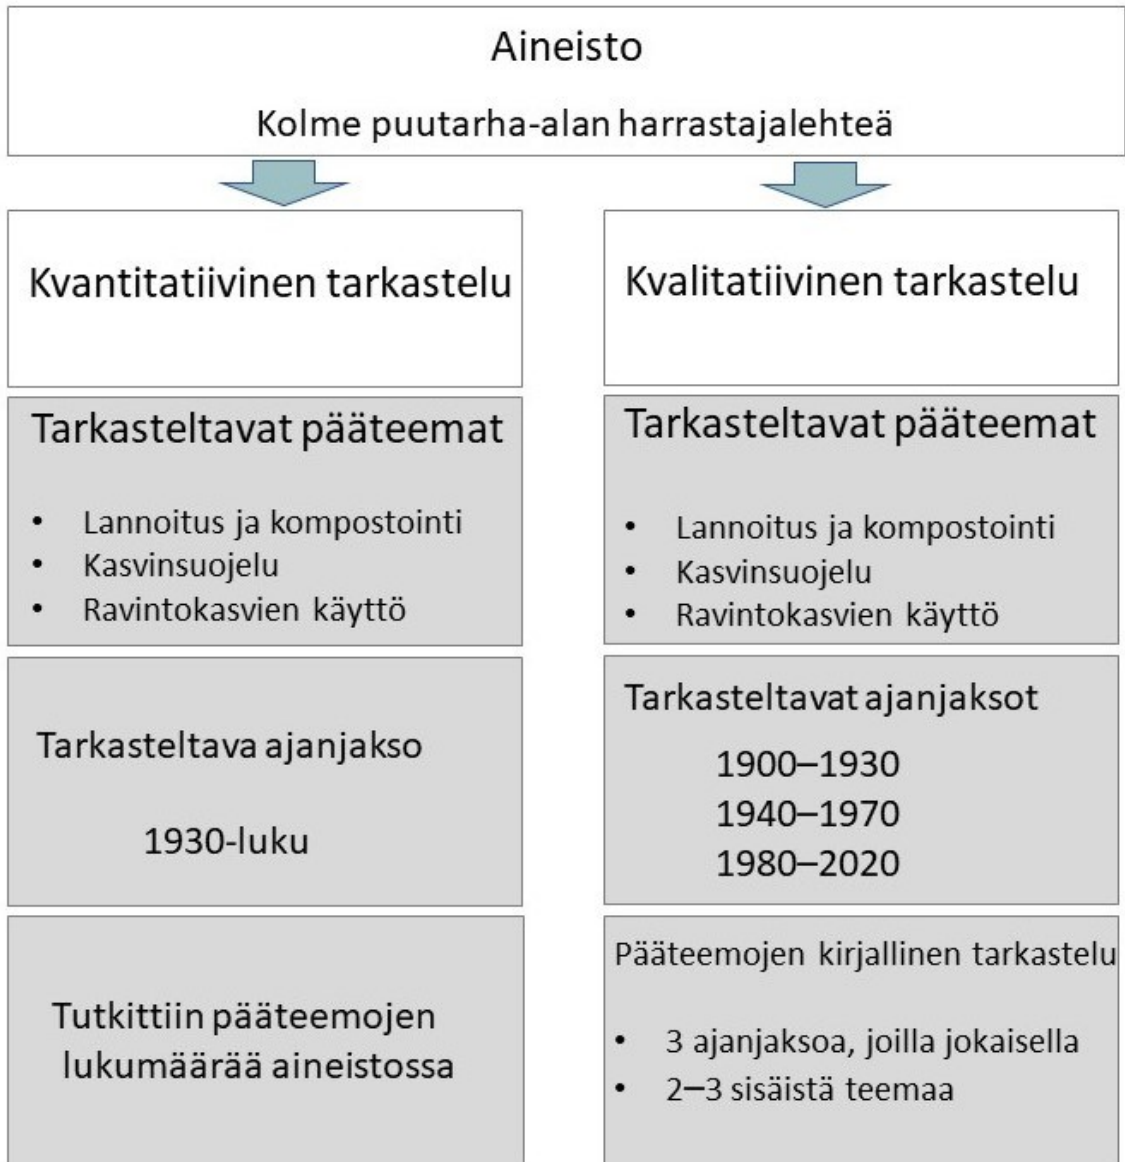 Aineisto
Kolme puutarha-alan harrastajalehteä
Kvantitatiivinen tarkastelu
Tarkasteltavat pääteemat
• Lannoitus ja kompostointi
• Kasvinsuojelu
• Ravintokasvien käyttö
Tarkasteltava ajanjakso
1930-luku
Tutkittiin pääteemojen
lukumäärää aineistossa
Kvalitatiivinen tarkastelu
Tarkasteltavat pääteemat
• Lannoitus ja kompostointi
• Kasvinsuojelu
• Ravintokasvien käyttö
Tarkasteltavat ajanjaksot
1900–1930
1940–1970
1980–2020
Pääteemojen kirjallinen tarkastelu
• 3 ajanjaksoa, joilla jokaisella
• 2–3 sisäistä teemaa